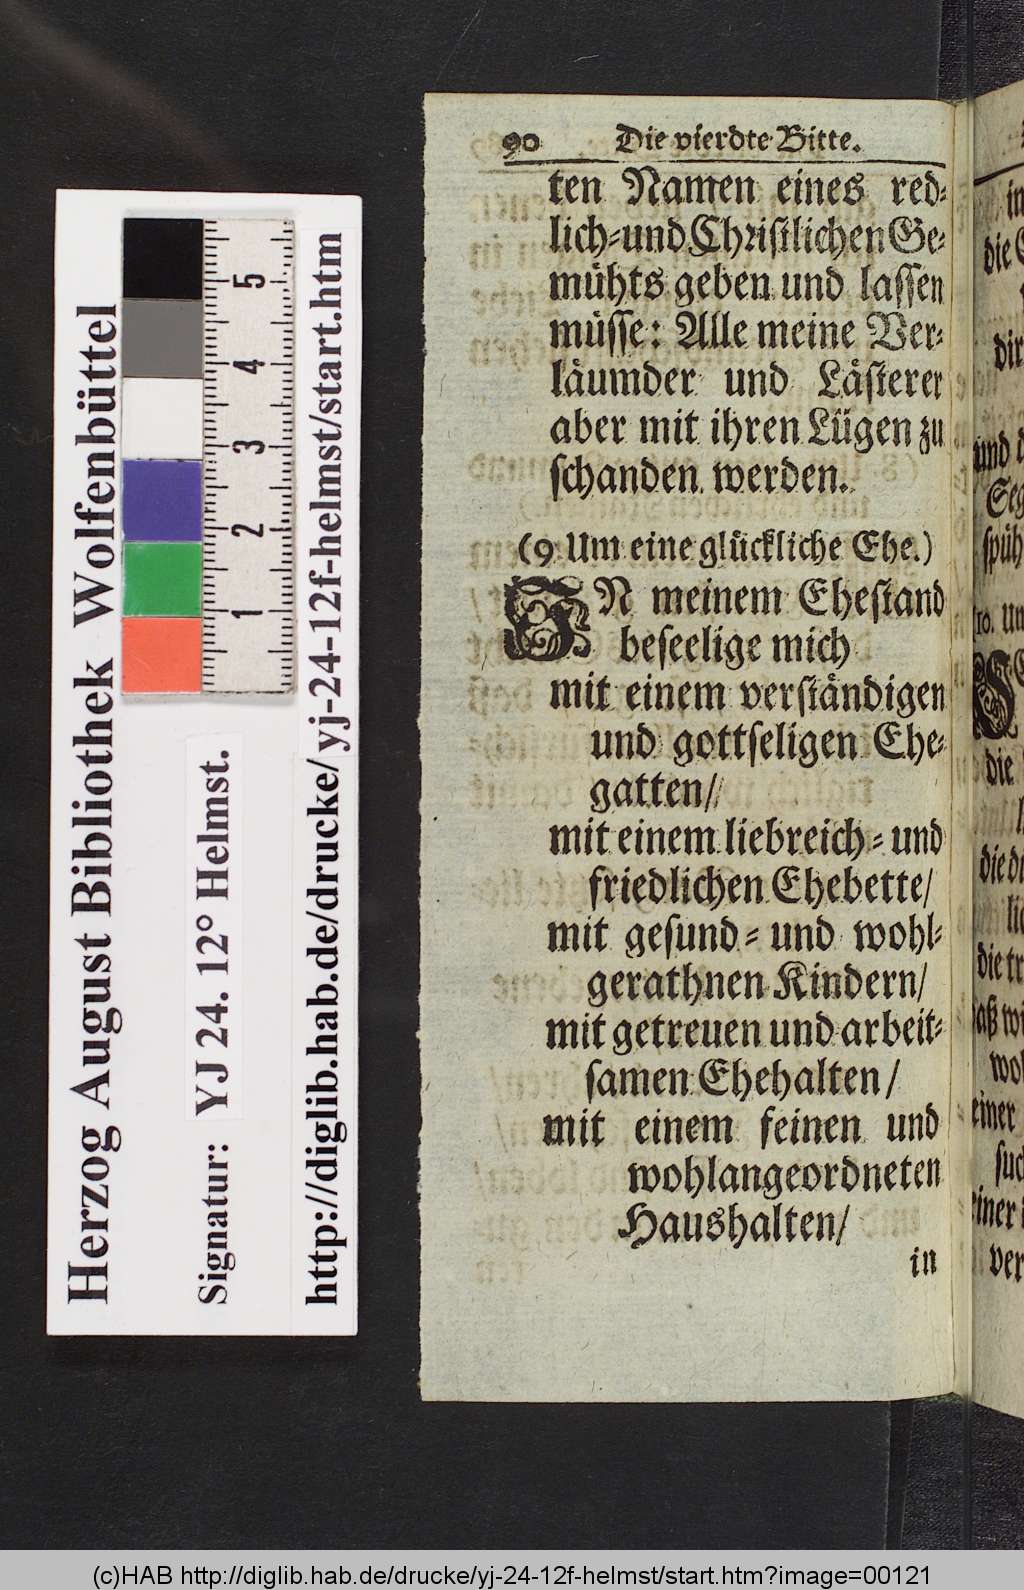 90 Die vierdte Bitte.
ten Namen eines red-
lich-und Christlichen Ge-
mühts geben und lassen
müsse: Alle meine Ver-
läumder und Lästerer
aber mit ihren Lügen zu
schanden werden.
(9. Um eine glückliche Ehe.)
IN meinem Ehestand
beseelige mich
mit einem verständigen
und gottseligen Ehe-
gatten/
mit einem liebreich- und
friedlichen Ehebette/
mit gesund- und wohl-
gerathnen Kindern/
mit getreuen und arbeit-
samen Ehehalten/
mit einem feinen und
wohlangeordneten
Haushalten/
in
Herzog August Bibliothek Wolfenbüttel
Signatur: YJ 24. 12° Helmst.
http://diglib.hab.de/drucke/yj-24-12f-helmst/start.htm
1 2 3 4 5
(c)HAB http://diglib.hab.de/drucke/yj-24-12f-helmst/start.htm?image=00121